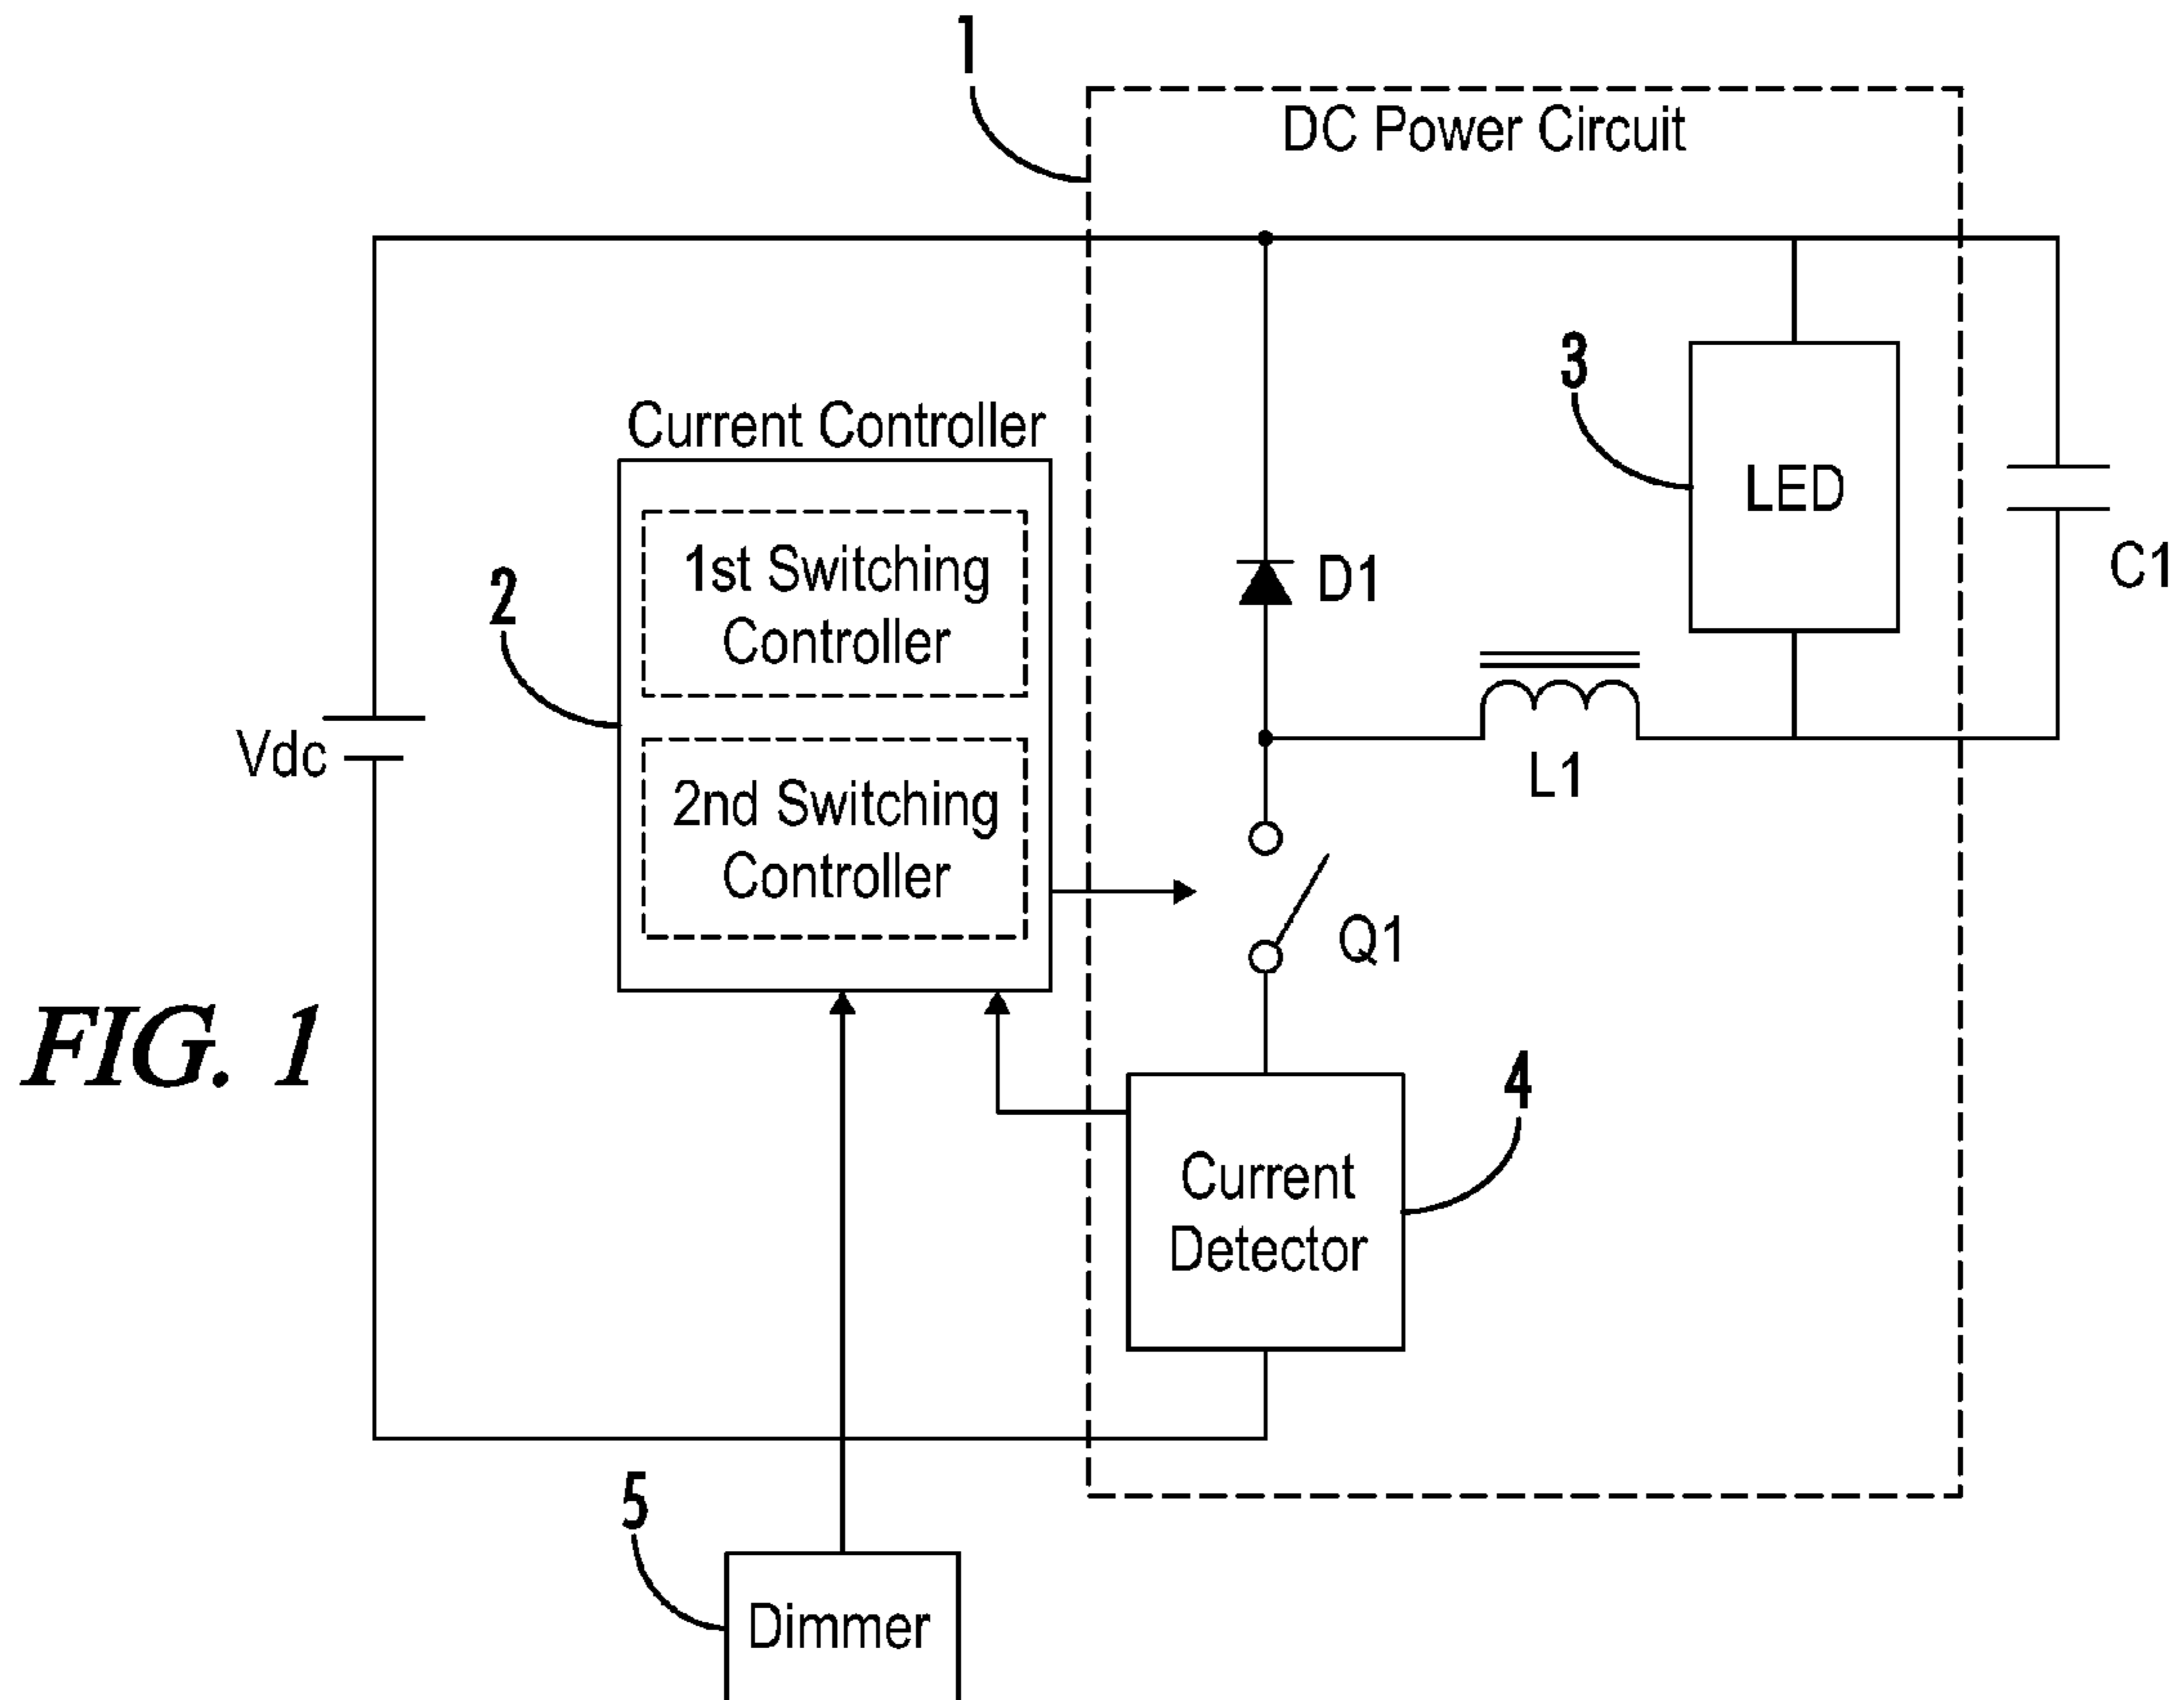 1
DC Power Circuit
3
Current Controller
LED
1st Switching
Controller
D1
C1
2
Vdc
L1
2nd Switching
Controller
Q1
FIG. 1
4
Current
Detector
5
Dimmer